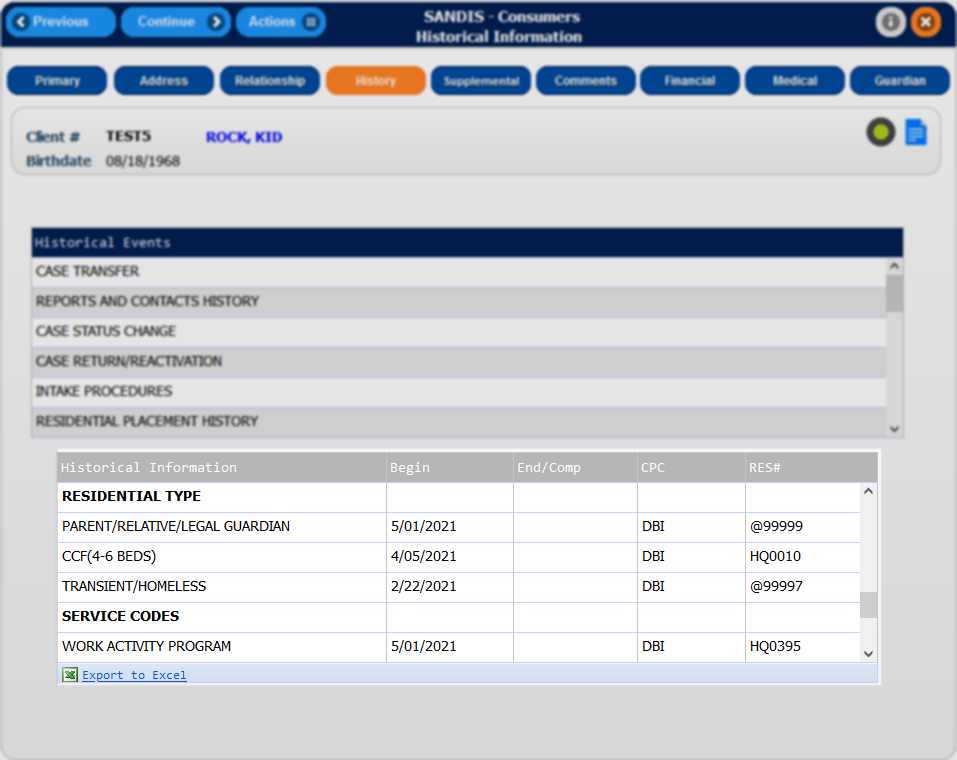 Previous Continue Actions
SANDIS - Consumers
Historical Information
Primary Address Relationship History Supplemental Comments Financial Medical Guardian
Client # TEST5 ROCK, KID
Birthdate 08/18/1968
Historical Events
CASE TRANSFER
REPORTS AND CONTACTS HISTORY
CASE STATUS CHANGE
CASE RETURN/REACTIVATION
INTAKE PROCEDURES
RESIDENTIAL PLACEMENT HISTORY
Historical Information Begin End/Comp CPC RES#
RESIDENTIAL TYPE
PARENT/RELATIVE/LEGAL GUARDIAN 5/01/2021 DBI @99999
CCF(4-6 BEDS) 4/05/2021 DBI HQ0010
TRANSIENT/HOMELESS 2/22/2021 DBI @99997
SERVICE CODES
WORK ACTIVITY PROGRAM 5/01/2021 DBI HQ0395
Export to Excel